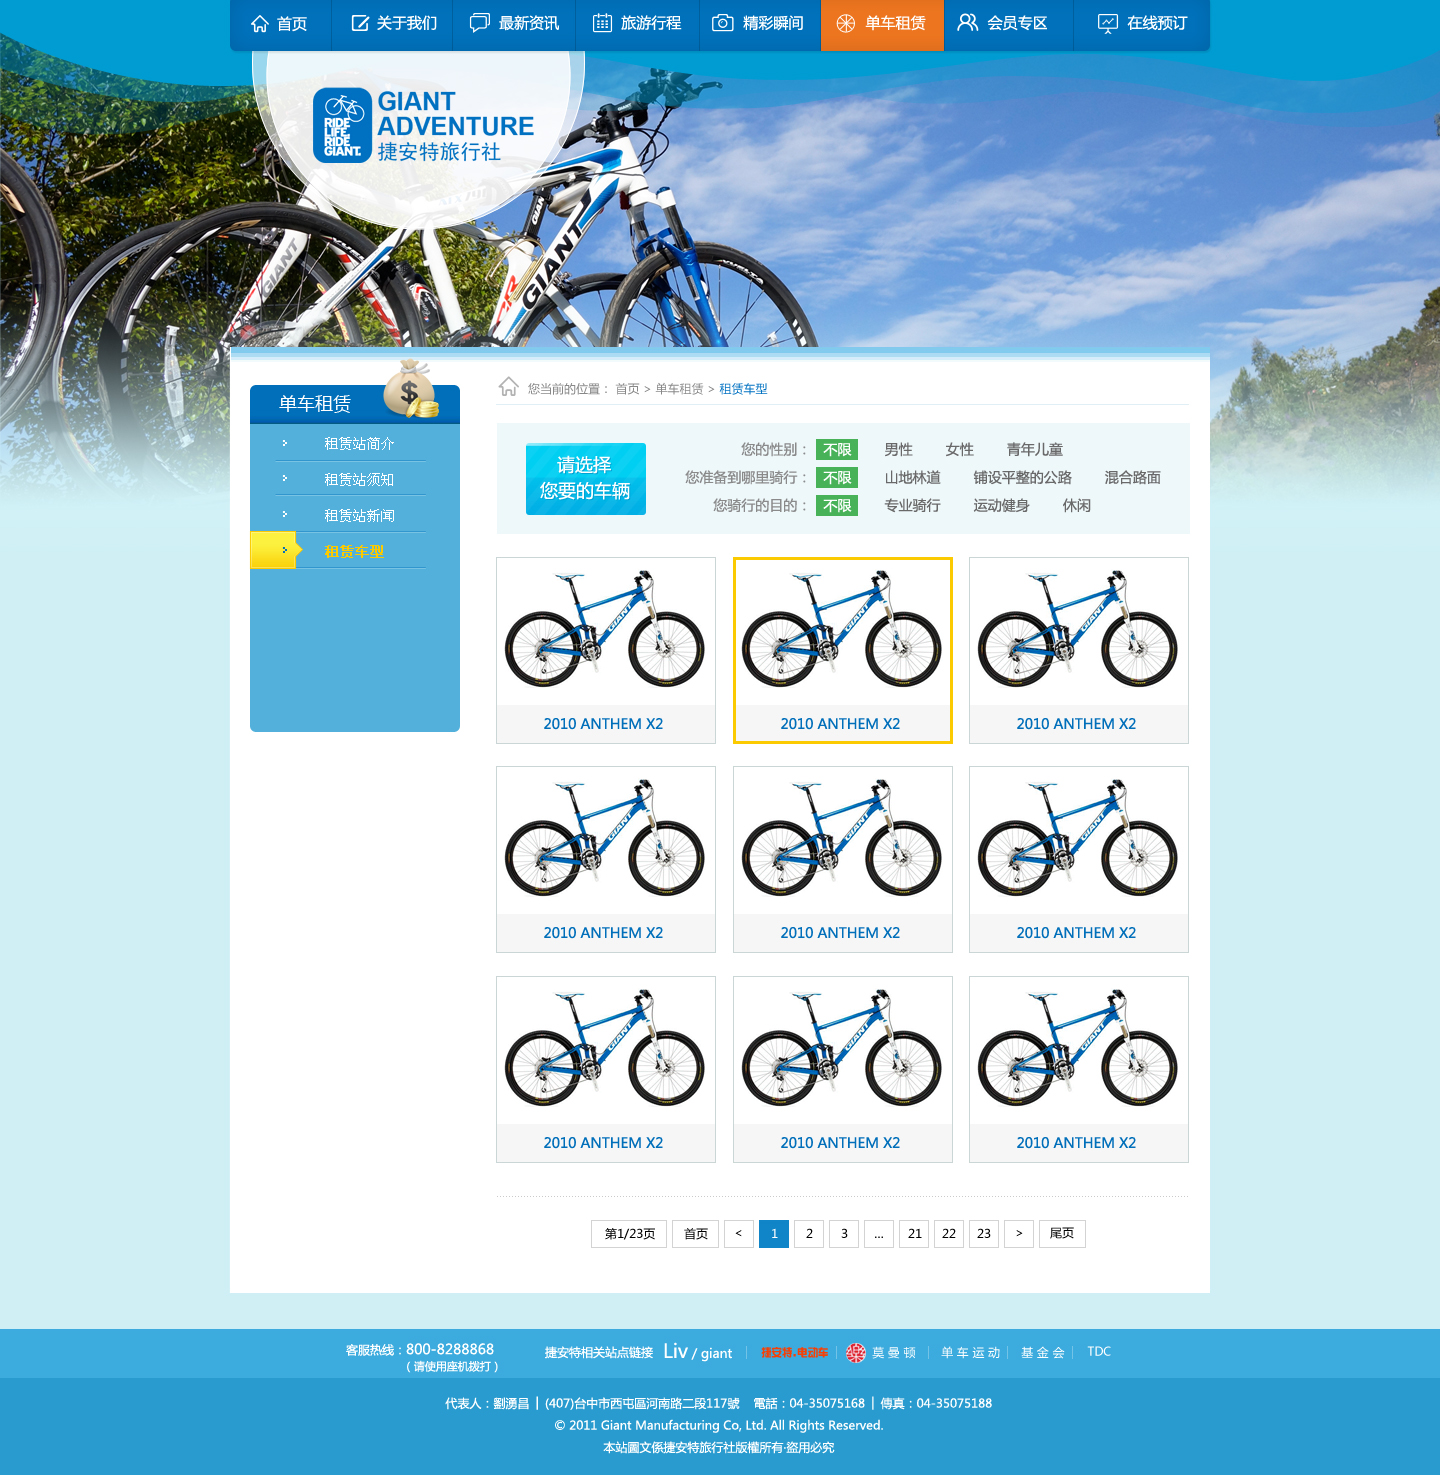 首页 关于我们 最新资讯 旅游行程 精彩瞬间 单车租赁 会员专区 在线预订
RIDE LIFE RIDE GIANT.
GIANT
ADVENTURE
捷安特旅行社
GIANT
GIANT
单车租赁
租赁站简介
租赁站须知
租赁站新闻
租赁车型
您当前的位置： 首页 > 单车租赁 > 租赁车型
请选择
您要的车辆
您的性别： 不限 男性 女性 青年儿童
您准备到哪里骑行： 不限 山地林道 铺设平整的公路 混合路面
您骑行的目的： 不限 专业骑行 运动健身 休闲
GIANT GIANT GIANT
2010 ANTHEM X2 2010 ANTHEM X2 2010 ANTHEM X2
GIANT GIANT GIANT
2010 ANTHEM X2 2010 ANTHEM X2 2010 ANTHEM X2
GIANT GIANT GIANT
2010 ANTHEM X2 2010 ANTHEM X2 2010 ANTHEM X2
第1/23页 首页 < 1 2 3 ... 21 22 23 > 尾页
客服热线：800-8288868
（请使用座机拨打）
捷安特相关站点链接 Liv / giant 捷安特.电动车 莫曼顿 单车运动 基金会 TDC
代表人：劉湧昌 | (407)台中市西屯區河南路二段117號 電話：04-35075168 | 傳真：04-35075188
© 2011 Giant Manufacturing Co, Ltd. All Rights Reserved.
本站圖文係捷安特旅行社版權所有·盜用必究